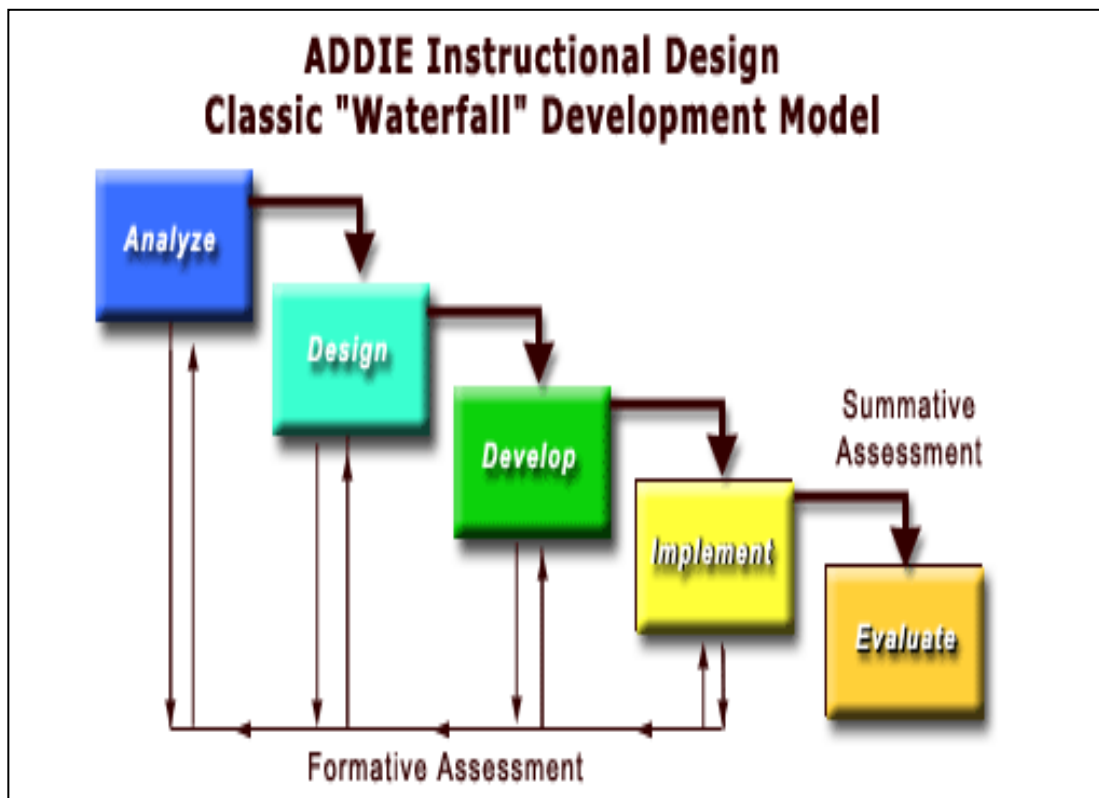 ADDIE Instructional Design
Classic "Waterfall" Development Model
Analyze
Design
Develop
Summative
Assessment
Implement
Evaluate
Formative Assessment